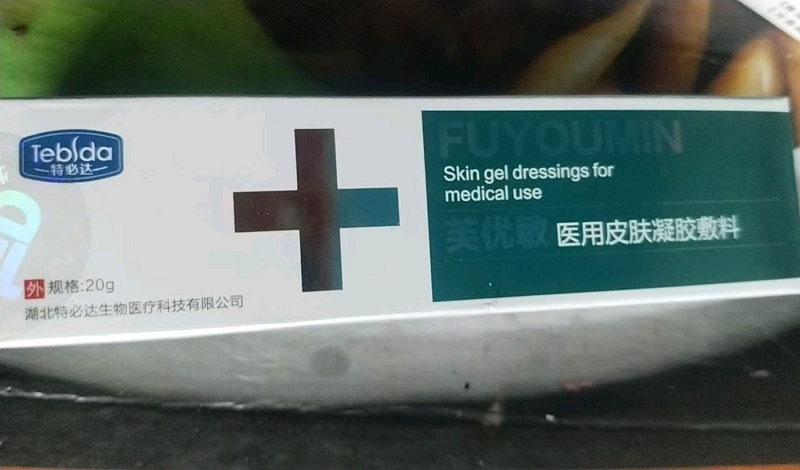 Tebsda
特必达
FUYOUMIN
Skin gel dressings for
medical use
芙优敏 医用皮肤凝胶敷料
外 规格:20g
湖北特必达生物医疗科技有限公司